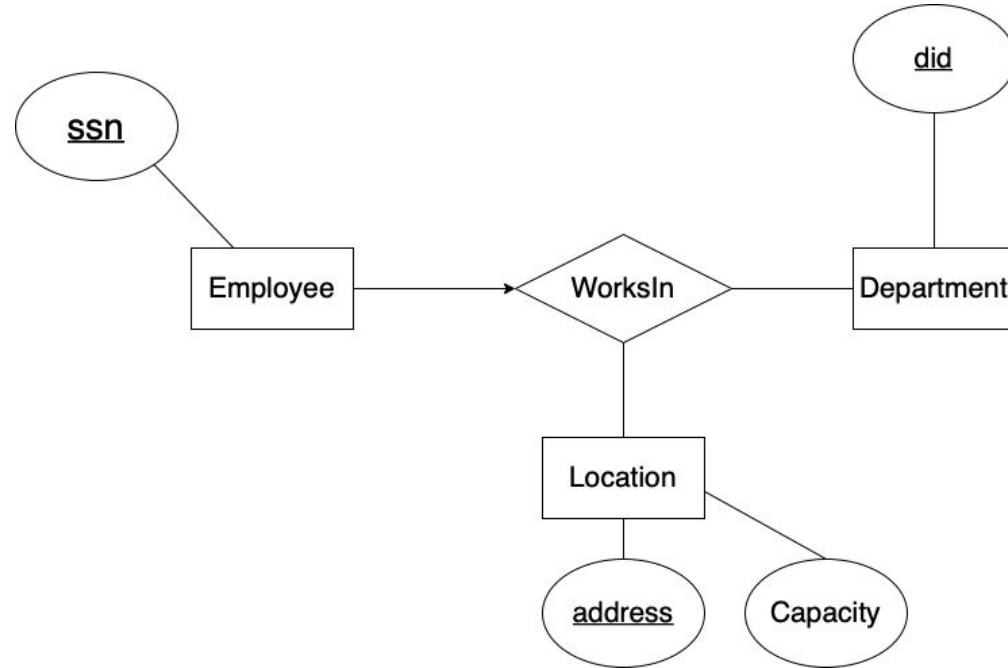 did
ssn
Employee
WorksIn
Department
Location
address
Capacity